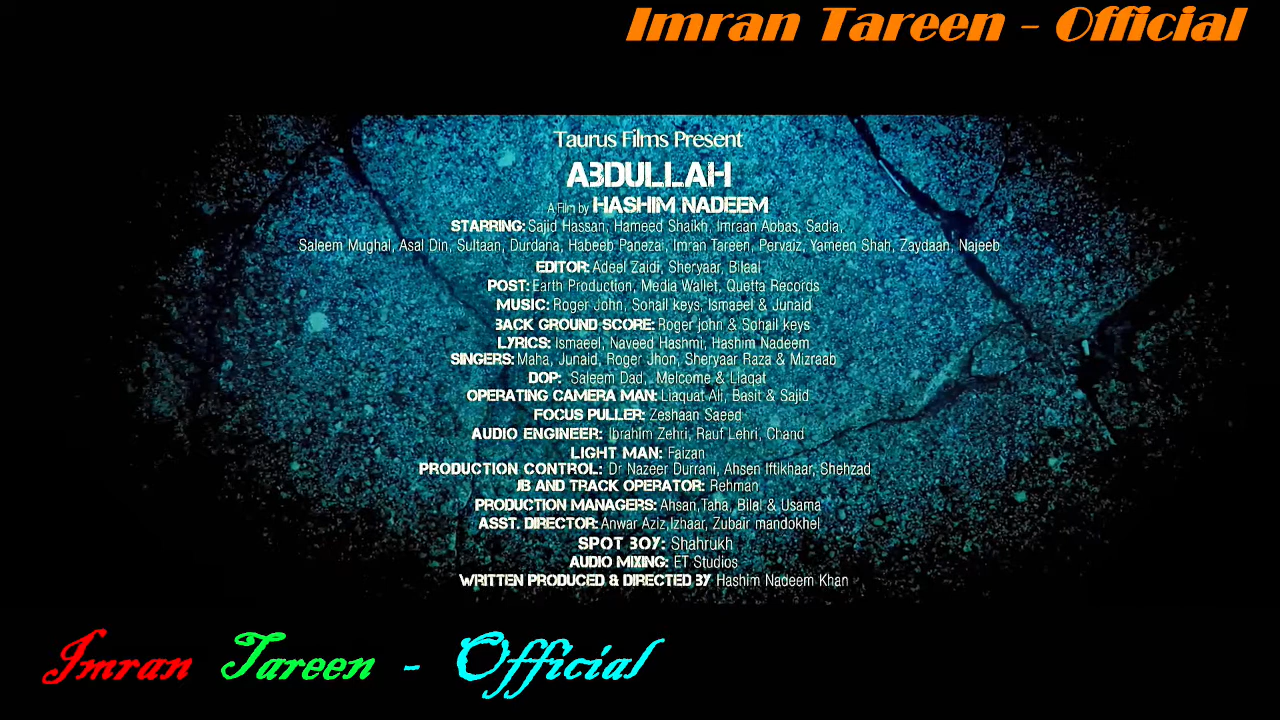 Imran Tareen - Official
Taurus Films Present
ABDULLAH
A Film by HASHIM NADEEM
STARRING: Sajid Hassan, Hameed Shaikh, Imraan Abbas, Sadia,
Saleem Mughal, Asal Din, Sultaan, Durdana, Habeeb Panezai, Imran Tareen, Pervaiz, Yameen Shah, Zaydaan, Najeeb
EDITOR: Adeel Zaidi, Sheryaar, Bilaal
POST: Earth Production, Media Wallet, Quetta Records
MUSIC: Roger John, Sohail keys, Ismaeel & Junaid
BACK GROUND SCORE: Roger john & Sohail keys
LYRICS: Ismaeel, Naveed Hashmi, Hashim Nadeem
SINGERS: Maha, Junaid, Roger Jhon, Sheryaar Raza & Mizraab
DOP: Saleem Dad, Melcome & Liaqat
OPERATING CAMERA MAN: Liaquat Ali, Basit & Sajid
FOCUS PULLER: Zeshaan Saeed
AUDIO ENGINEER: Ibrahim Zehri, Rauf Lehri, Chand
LIGHT MAN: Faizan
PRODUCTION CONTROL: Dr Nazeer Durrani, Ahsen Iftikhaar, Shehzad
JIB AND TRACK OPERATOR: Rehman
PRODUCTION MANAGERS: Ahsan,Taha, Bilal & Usama
ASST. DIRECTOR: Anwar Aziz,Izhaar, Zubair mandokhel
SPOT BOY: Shahrukh
AUDIO MIXING: ET Studios
WRITTEN PRODUCED & DIRECTED BY Hashim Nadeem Khan
Imran Tareen - Official